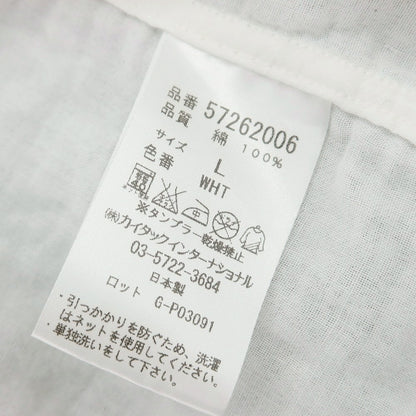 品番 57262006
品質 綿 100%
サイズ L
色番 WHT
※タンブラー乾燥禁止
(株)カイタックインターナショナル
03-5722-3684
日本製
ロット G-P03091
・引っかかりを防ぐため、洗濯
はネットを使用してください。
・単独洗いをして下さい。